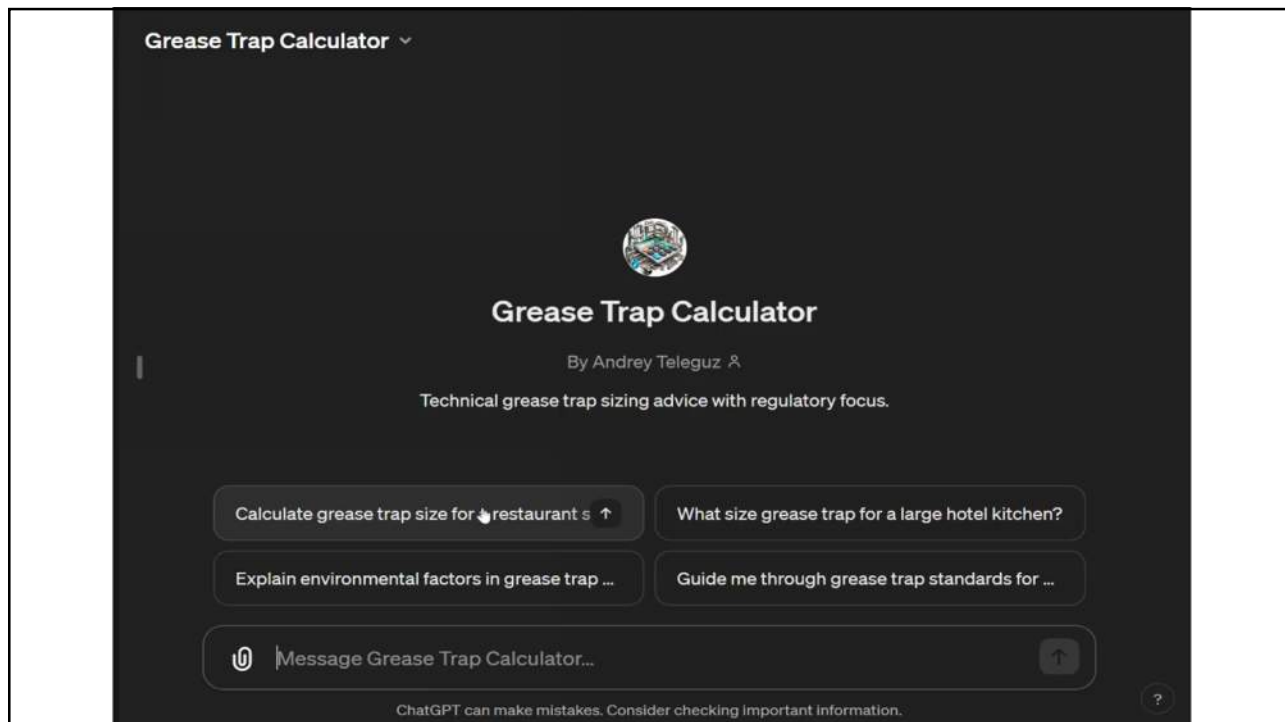 Grease Trap Calculator
Grease Trap Calculator
By Andrey Teleguz
Technical grease trap sizing advice with regulatory focus.
Calculate grease trap size for restaurant s
What size grease trap for a large hotel kitchen?
Explain environmental factors in grease trap ...
Guide me through grease trap standards for ...
Message Grease Trap Calculator...
ChatGPT can make mistakes. Consider checking important information.
?